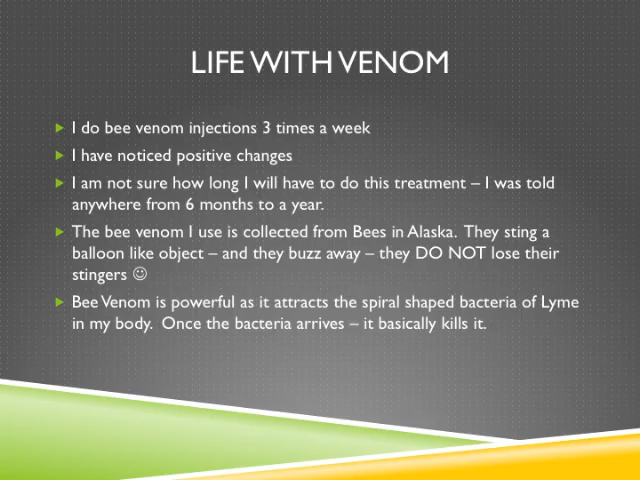 LIFE WITH VENOM
I do bee venom injections 3 times a week
I have noticed positive changes
I am not sure how long I will have to do this treatment – I was told
anywhere from 6 months to a year.
The bee venom I use is collected from Bees in Alaska.  They sting a
balloon like object – and they buzz away – they DO NOT lose their
stingers ☺
Bee Venom is powerful as it attracts the spiral shaped bacteria of Lyme
in my body.  Once the bacteria arrives – it basically kills it.